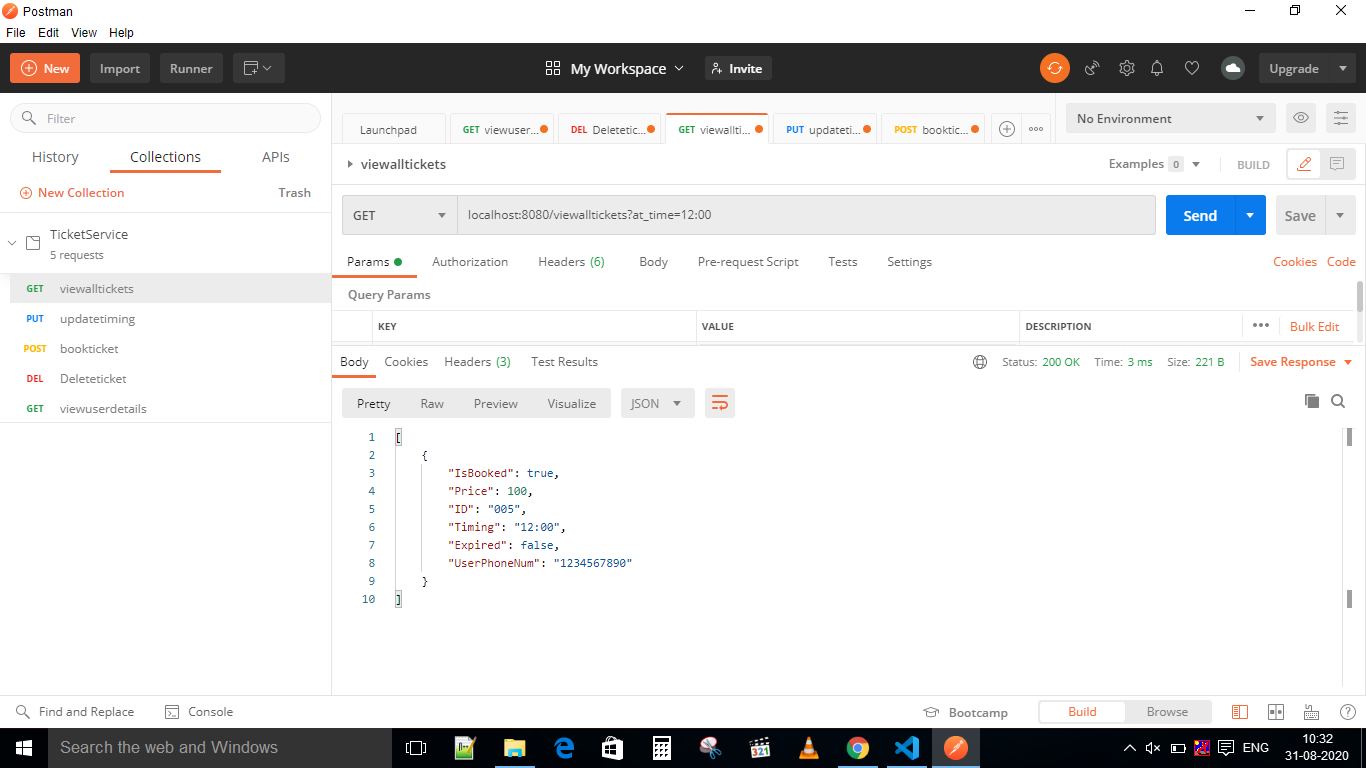 Postman
File Edit View Help
New Import Runner My Workspace Invite Upgrade
Filter
History Collections APIs
New Collection Trash
TicketService
5 requests
GET viewalltickets
PUT updatetiming
POST bookticket
DEL Deleteticket
GET viewuserdetails
Launchpad GET viewuser... DEL Deletetic... GET viewallti... PUT updateti... POST booktic... No Environment
viewalltickets Examples 0 BUILD
GET localhost:8080/viewalltickets?at_time=12:00 Send Save
Params Authorization Headers (6) Body Pre-request Script Tests Settings Cookies Code
Query Params
KEY VALUE DESCRIPTION Bulk Edit
Body Cookies Headers (3) Test Results Status: 200 OK Time: 3 ms Size: 221 B Save Response
Pretty Raw Preview Visualize JSON
1 [
2 {
3 "IsBooked": true,
4 "Price": 100,
5 "ID": "005",
6 "Timing": "12:00",
7 "Expired": false,
8 "UserPhoneNum": "1234567890"
9 }
10 ]
Find and Replace Console Bootcamp Build Browse
Search the web and Windows 321 ENG 10:32
31-08-2020